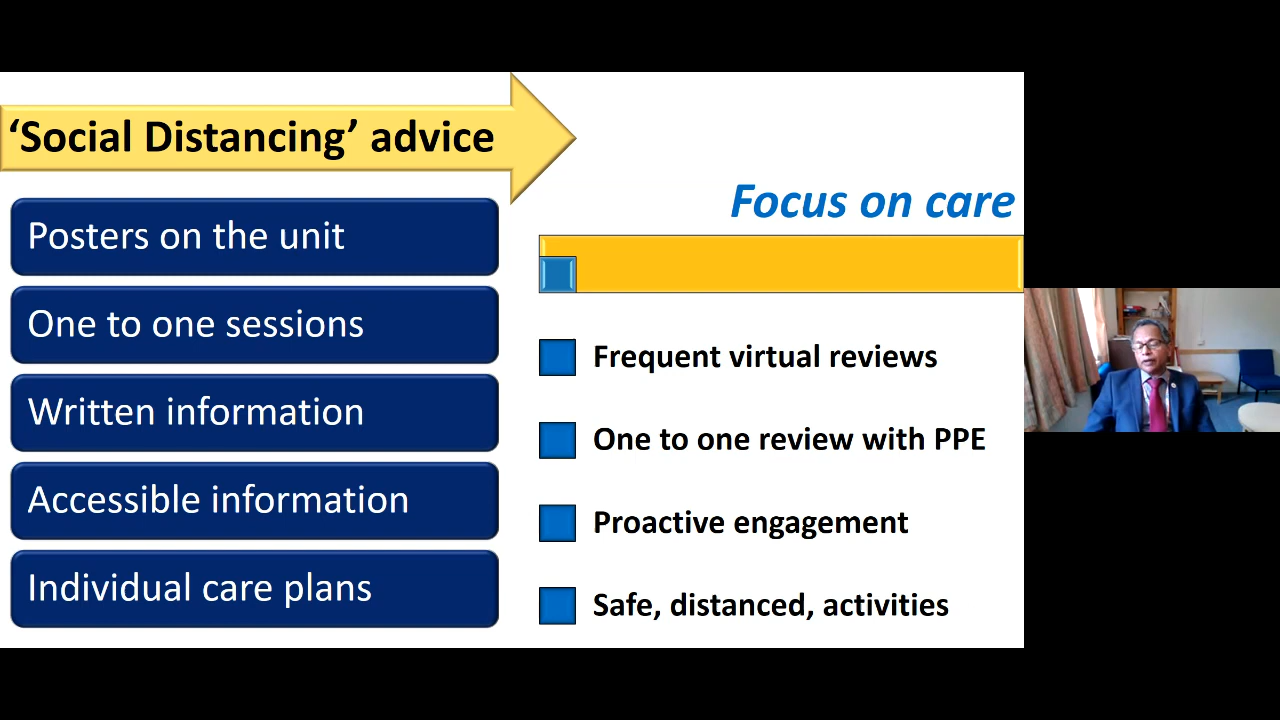 ‘Social Distancing’ advice
Posters on the unit
One to one sessions
Written information
Accessible information
Individual care plans
Focus on care
Frequent virtual reviews
One to one review with PPE
Proactive engagement
Safe, distanced, activities